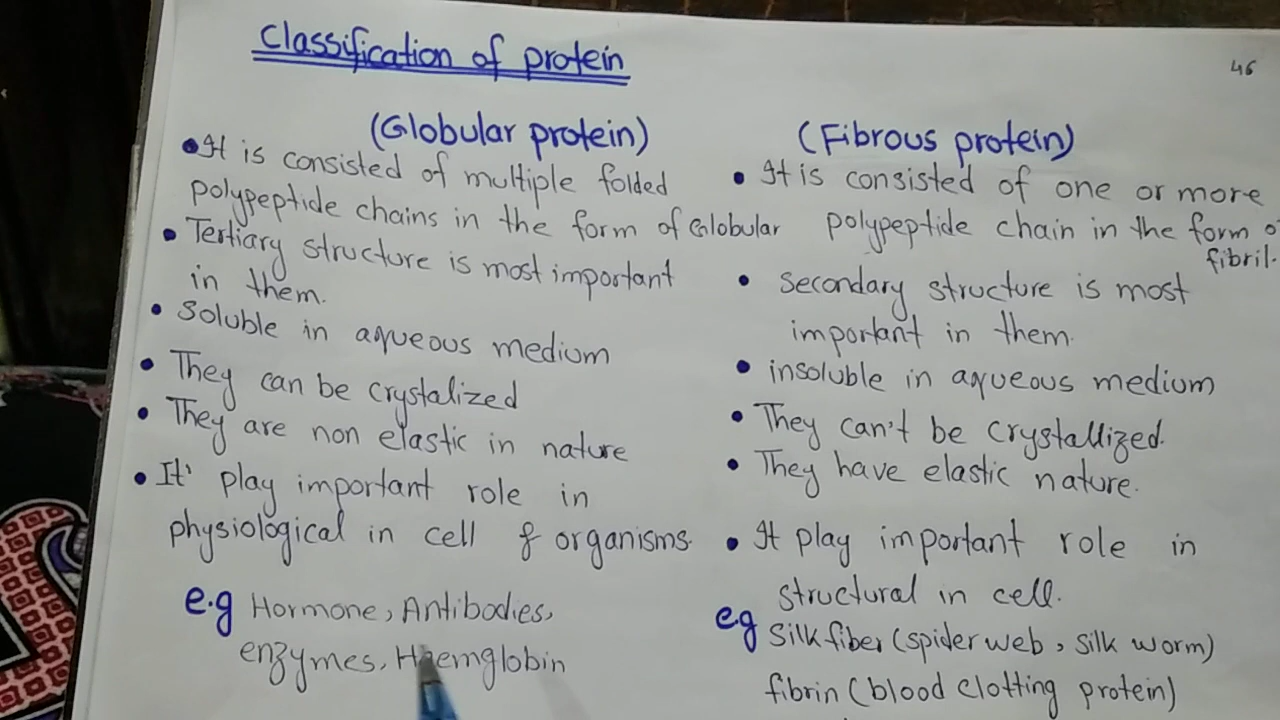 Classification of protein
46
(Globular protein)
• It is consisted of multiple folded
polypeptide chains in the form of Globular
• Tertiary structure is most important
in them.
• Soluble in aqueous medium
• They can be crystalized
• They are non elastic in nature
• It' play important role in
physiological in cell & organisms.
e.g Hormone, Antibodies,
enzymes, Haemglobin
(Fibrous protein)
• It is consisted of one or more
polypeptide chain in the form o
fibril.
• Secondary structure is most
important in them.
• insoluble in aqueous medium
• They can't be crystallized.
• They have elastic nature.
• It play important role in
structural in cell.
eg Silk fiber (spider web, silk worm)
fibrin (blood clotting protein)